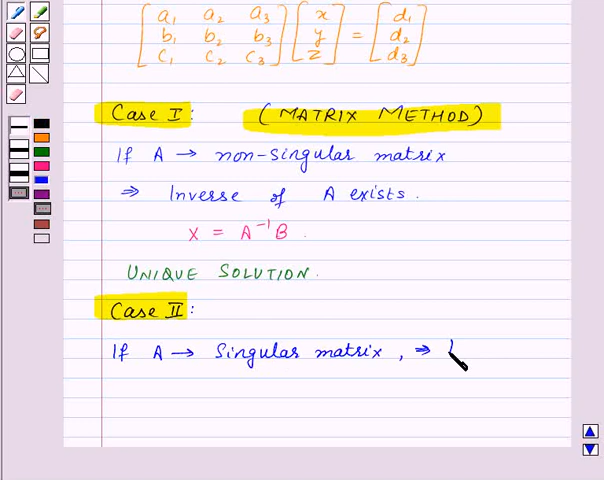 [ a₁ a₂ a₃ ] [ x ] = [ d₁ ]
[ b₁ b₂ b₃ ] [ y ] = [ d₂ ]
[ c₁ c₂ c₃ ] [ z ] = [ d₃ ]
Case I: (MATRIX METHOD)
If A → non-singular matrix
⇒ Inverse of A exists.
X = A⁻¹B.
UNIQUE SOLUTION.
Case II:
If A → Singular matrix, ⇒